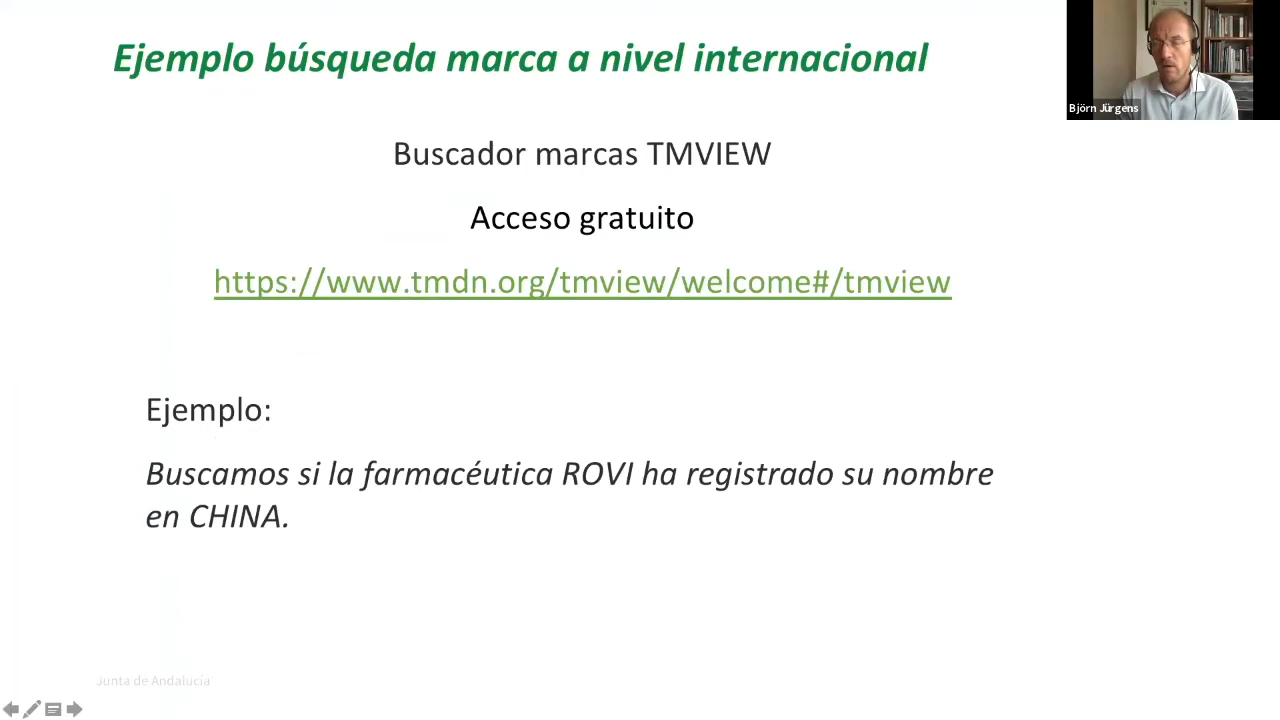 Ejemplo búsqueda marca a nivel internacional
Björn Jürgens
Buscador marcas TMVIEW
Acceso gratuito
https://www.tmdn.org/tmview/welcome#/tmview
Ejemplo:
Buscamos si la farmacéutica ROVI ha registrado su nombre
en CHINA.
Junta de Andalucía